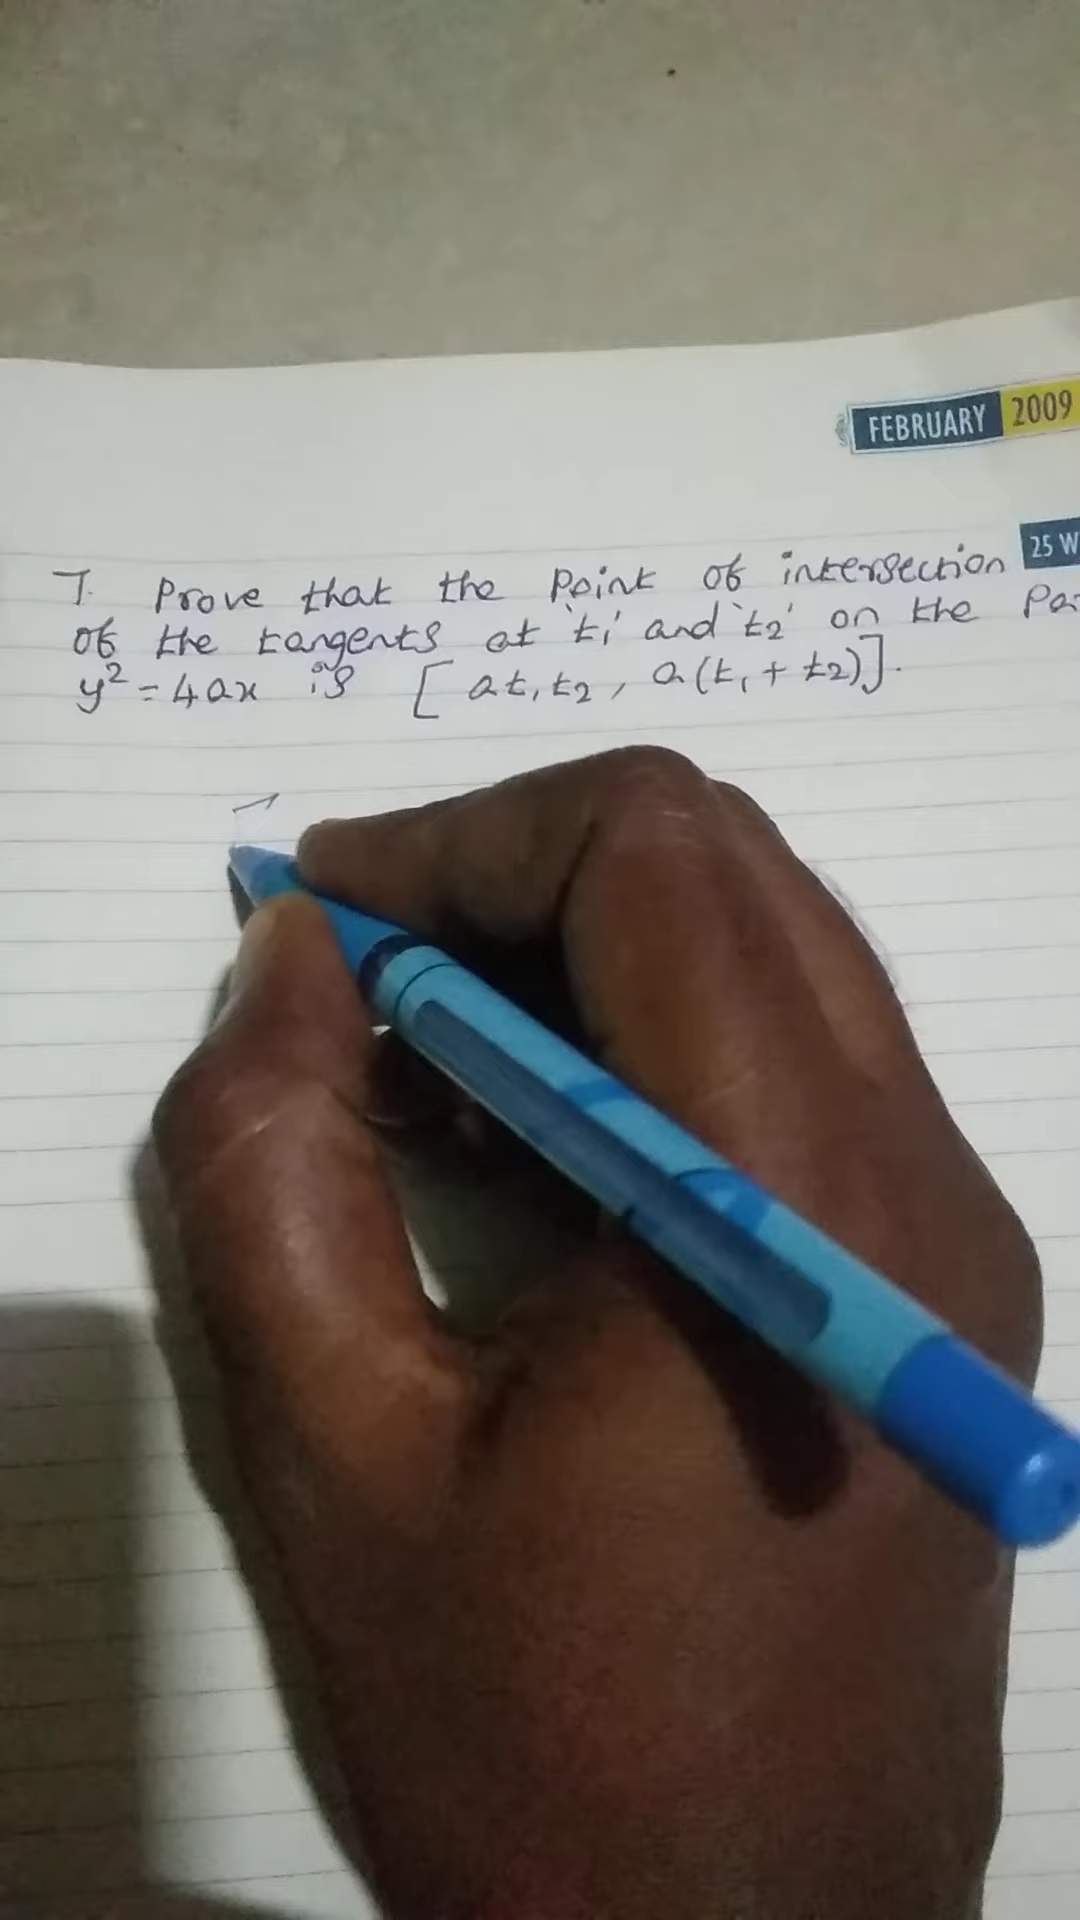 FEBRUARY 2009
25 W
7. Prove that the Point of intersection
of the tangents at 't1' and 't2' on the
y² = 4ax is [at1t2, a(t1 + t2)].